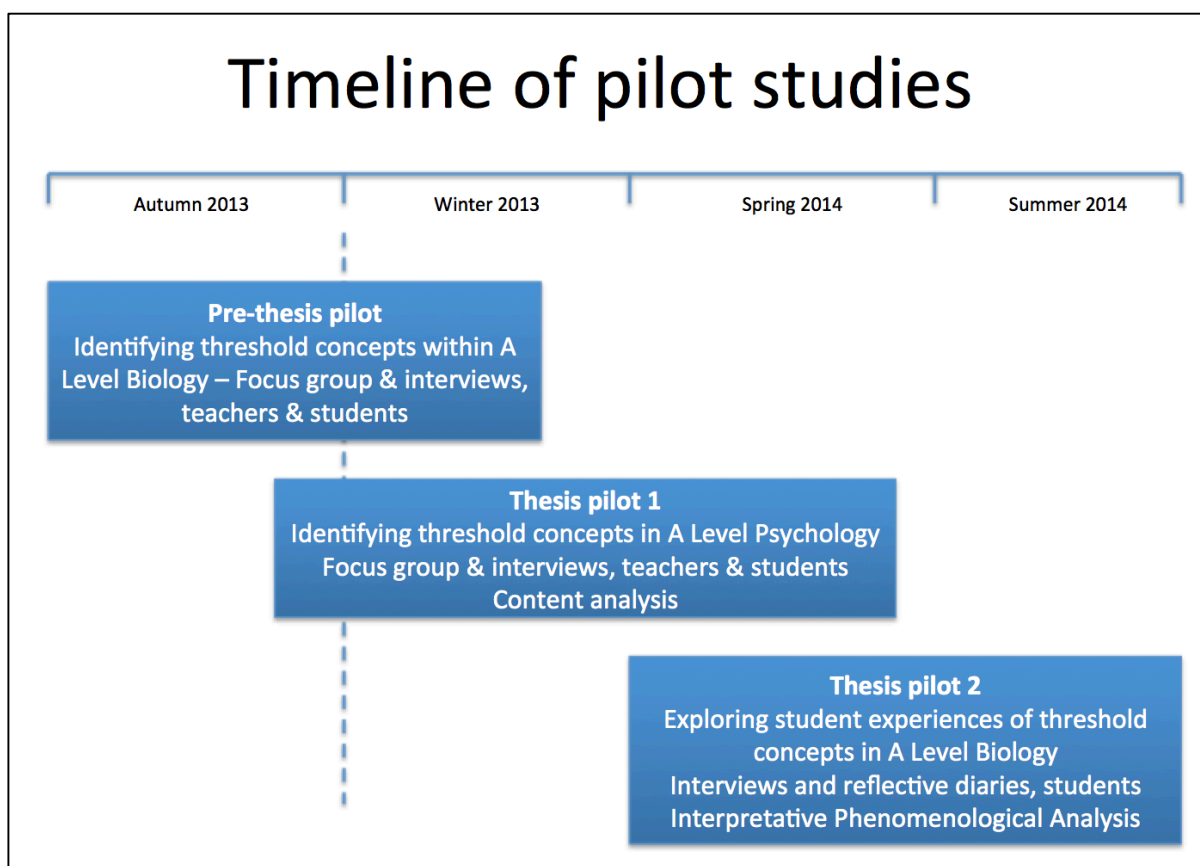 Timeline of pilot studies
Autumn 2013
Winter 2013
Spring 2014
Summer 2014
Pre-thesis pilot
Identifying threshold concepts within A
Level Biology – Focus group & interviews,
teachers & students
Thesis pilot 1
Identifying threshold concepts in A Level Psychology
Focus group & interviews, teachers & students
Content analysis
Thesis pilot 2
Exploring student experiences of threshold
concepts in A Level Biology
Interviews and reflective diaries, students
Interpretative Phenomenological Analysis